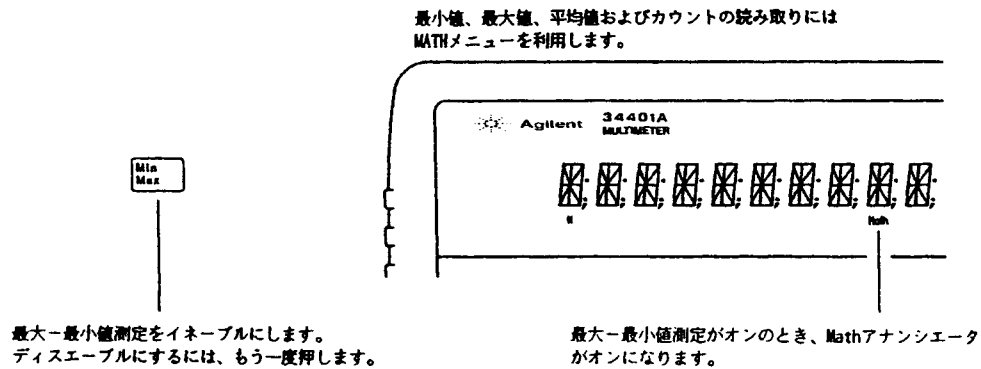 最小値、最大値、平均値およびカウントの読み取りには
MATHメニューを利用します。
Agilent 34401A
MULTIMETER
Min
Max
Math
最大－最小値測定をイネーブルにします。
ディスエーブルにするには、もう一度押します。
最大－最小値測定がオンのとき、Mathアナンシエータ
がオンになります。